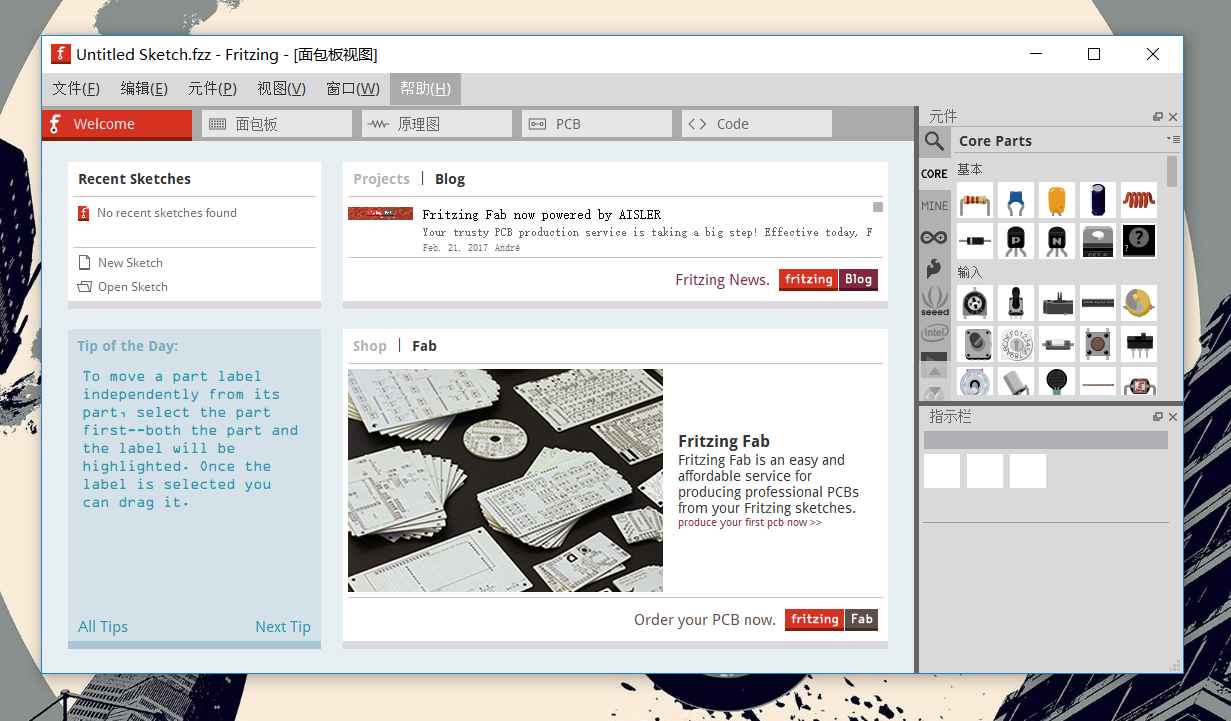 Untitled Sketch.fzz - Fritzing - [面包板视图]
文件(F) 编辑(E) 元件(P) 视图(V) 窗口(W) 帮助(H)
Welcome 面包板 原理图 PCB Code
Recent Sketches
No recent sketches found
New Sketch
Open Sketch
Projects | Blog
Fritzing Fab now powered by AISLER
Your trusty PCB production service is taking a big step! Effective today, F
Feb. 21, 2017 André
Fritzing News. fritzing Blog
Tip of the Day:
To move a part label
independently from its
part, select the part
first--both the part and
the label will be
highlighted. Once the
label is selected you
can drag it.
All Tips Next Tip
Shop | Fab
Fritzing Fab
Fritzing Fab is an easy and
affordable service for
producing professional PCBs
from your Fritzing sketches.
produce your first pcb now >>
Order your PCB now. fritzing Fab
元件
Core Parts
CORE
MINE
seeed
intel
基本
P N
?
输入
指示栏